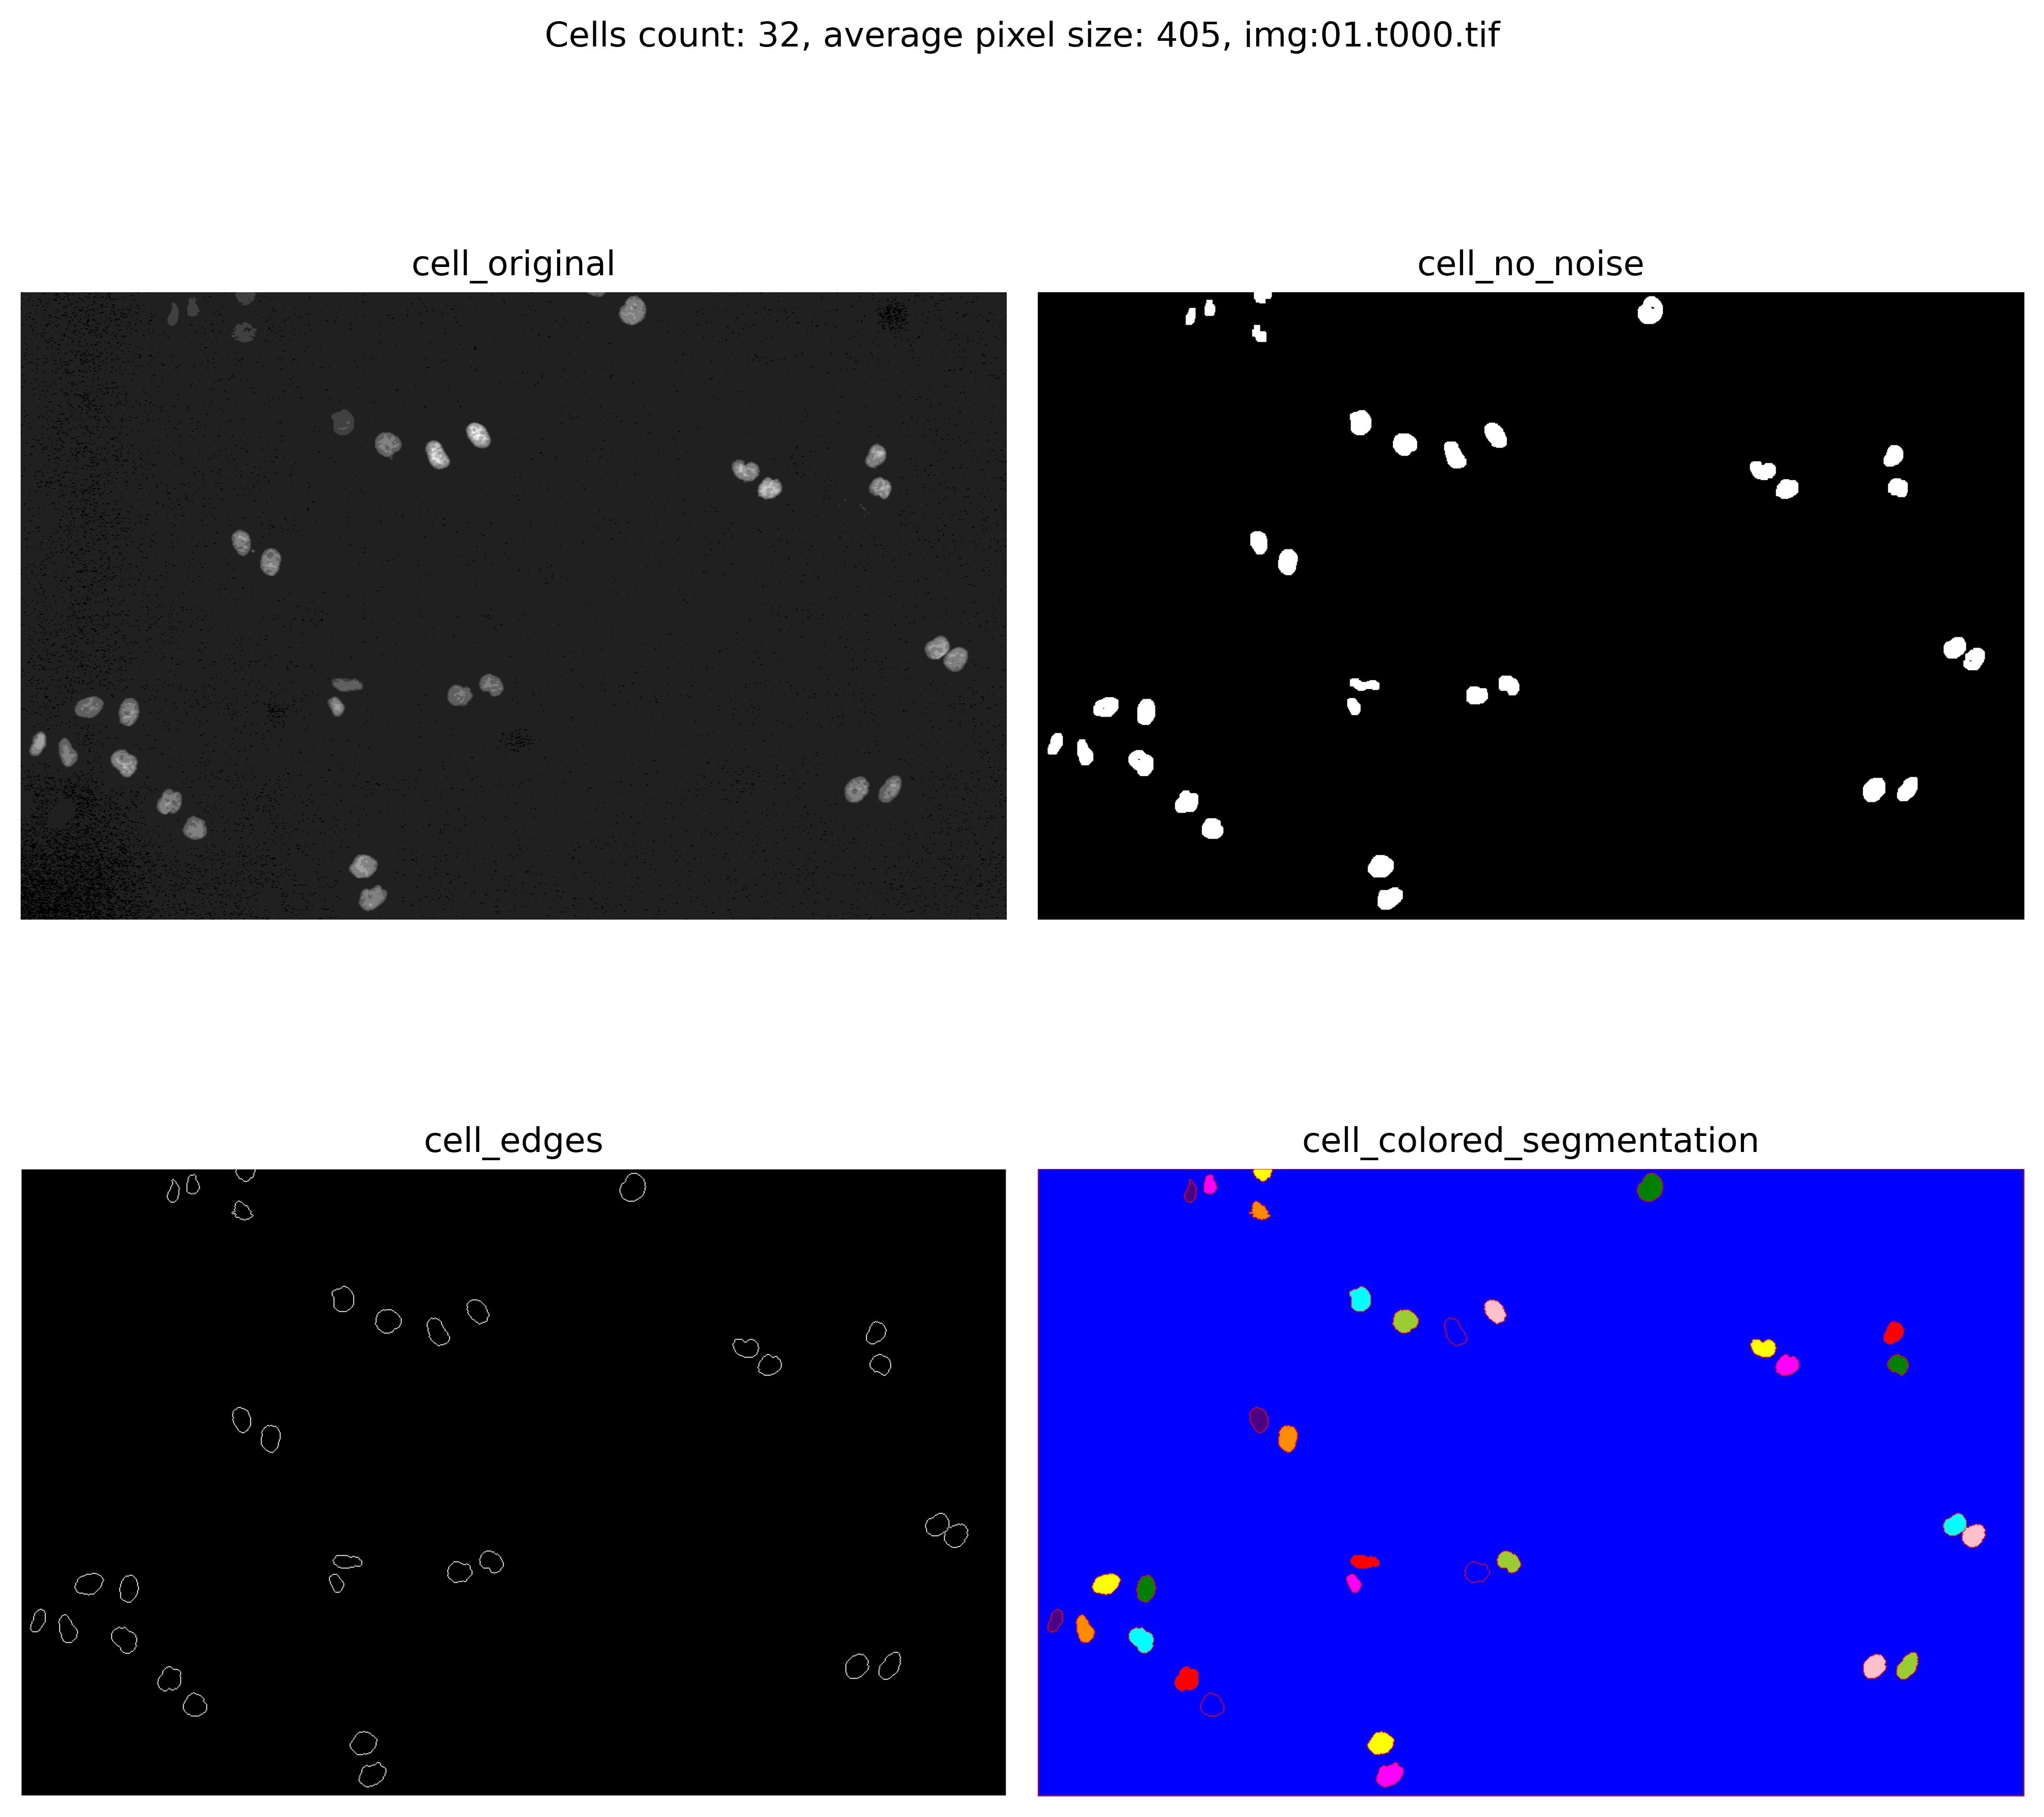 Cells count: 32, average pixel size: 405, img:01.t000.tif
cell_original
cell_no_noise
cell_edges
cell_colored_segmentation